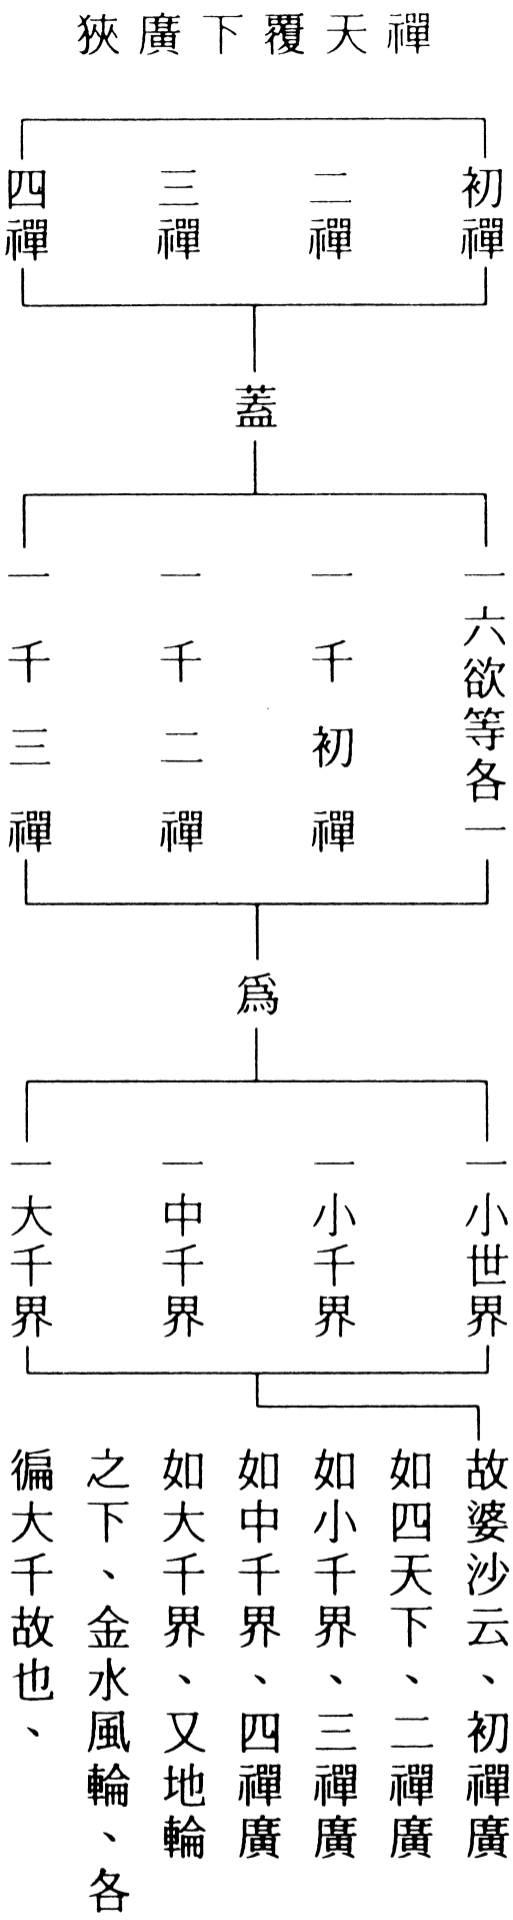 禪天覆下廣狹
初禪
二禪
三禪
四禪
蓋
一六欲等各一
一千初禪
一千二禪
一千三禪
爲
一小世界
一小千界
一中千界
一大千界
故婆沙云、初禪廣
如四天下、二禪廣
如小千界、三禪廣
如中千界、四禪廣
如大千界、又地輪
之下、金水風輪、各
徧大千故也、